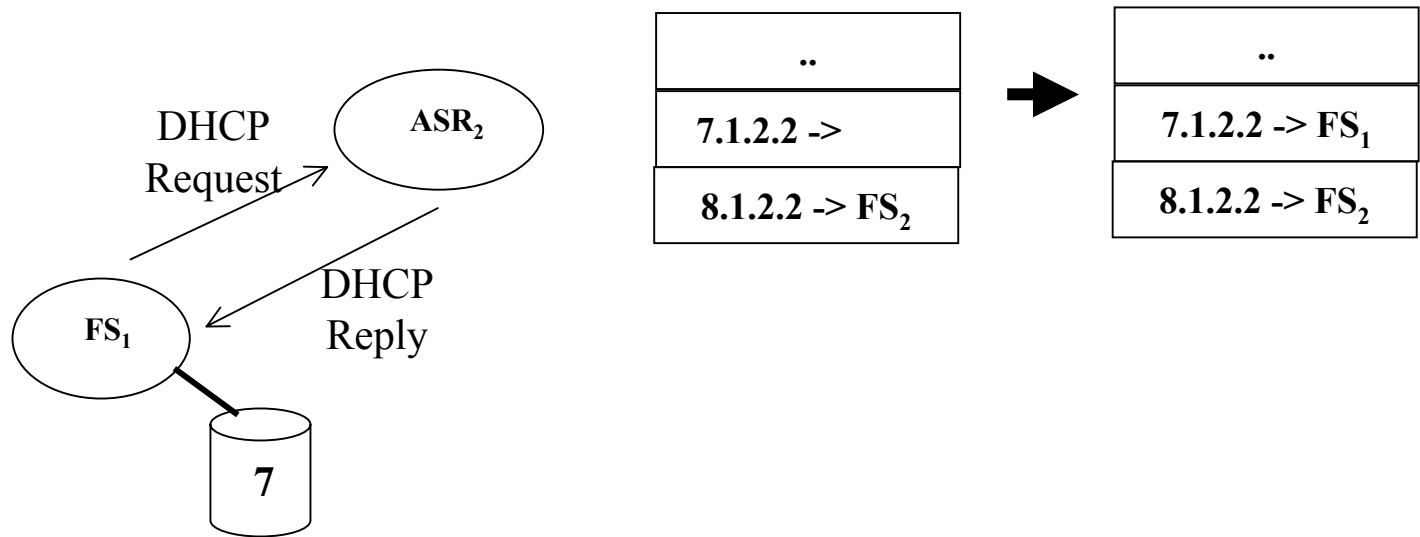 DHCP
Request
ASR₂
DHCP
Reply
FS₁
7
..
7.1.2.2 ->
8.1.2.2 -> FS₂
..
7.1.2.2 -> FS₁
8.1.2.2 -> FS₂